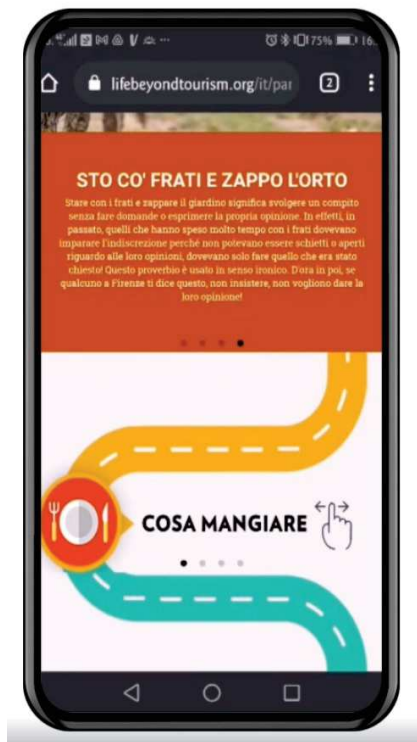 75% 16
lifebeyondtourism.org/it/par 2
STO CO' FRATI E ZAPPO L'ORTO
Stare con i frati e zappare il giardino significa svolgere un compito
senza fare domande o esprimere la propria opinione. In effetti, in
passato, quelli che hanno speso molto tempo con i frati dovevano
imparare l'indiscrezione perché non potevano essere schietti o aperti
riguardo alle loro opinioni, dovevano solo fare quello che era stato
chiesto! Questo proverbio è usato in senso ironico. D'ora in poi, se
qualcuno a Firenze ti dice questo, non insistere, non vogliono dare la
loro opinione!
COSA MANGIARE